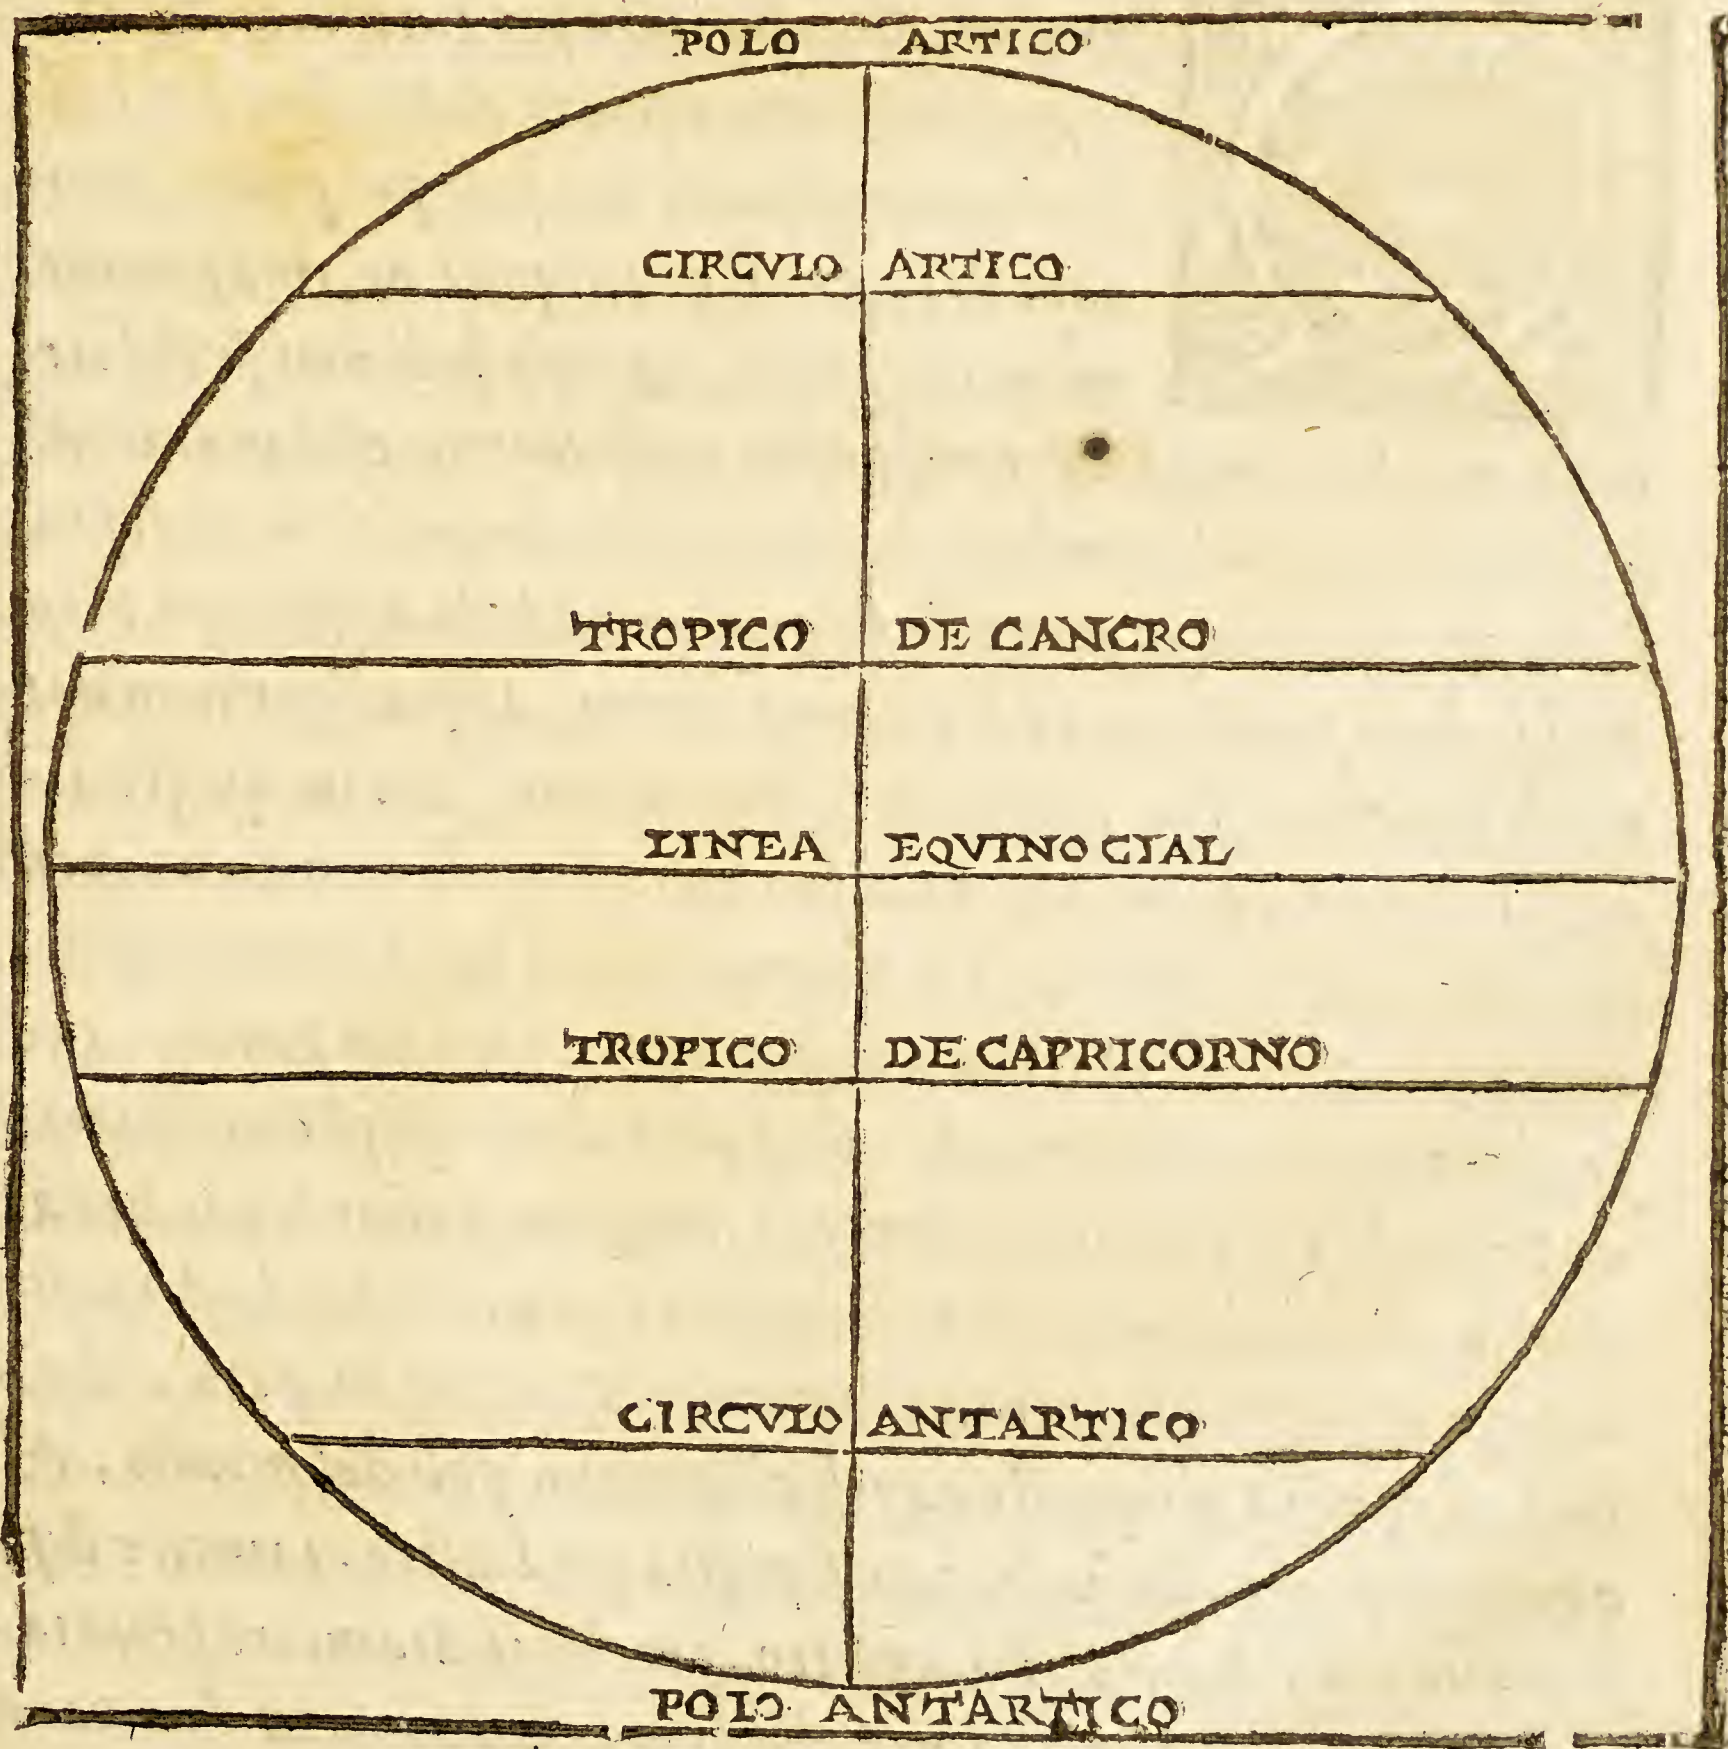 POLO ARTICO
CIRCVLO ARTICO
TROPICO DE CANCRO
LINEA EQVINOCIAL
TROPICO DE CAPRICORNO
CIRCVLO ANTARTICO
POLO ANTARTICO